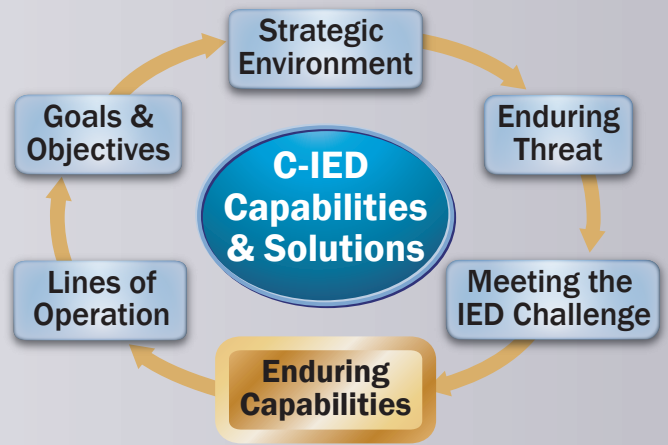 Strategic
Environment
Enduring
Threat
Meeting the
IED Challenge
Enduring
Capabilities
Lines of
Operation
Goals &
Objectives
C-IED
Capabilities
& Solutions